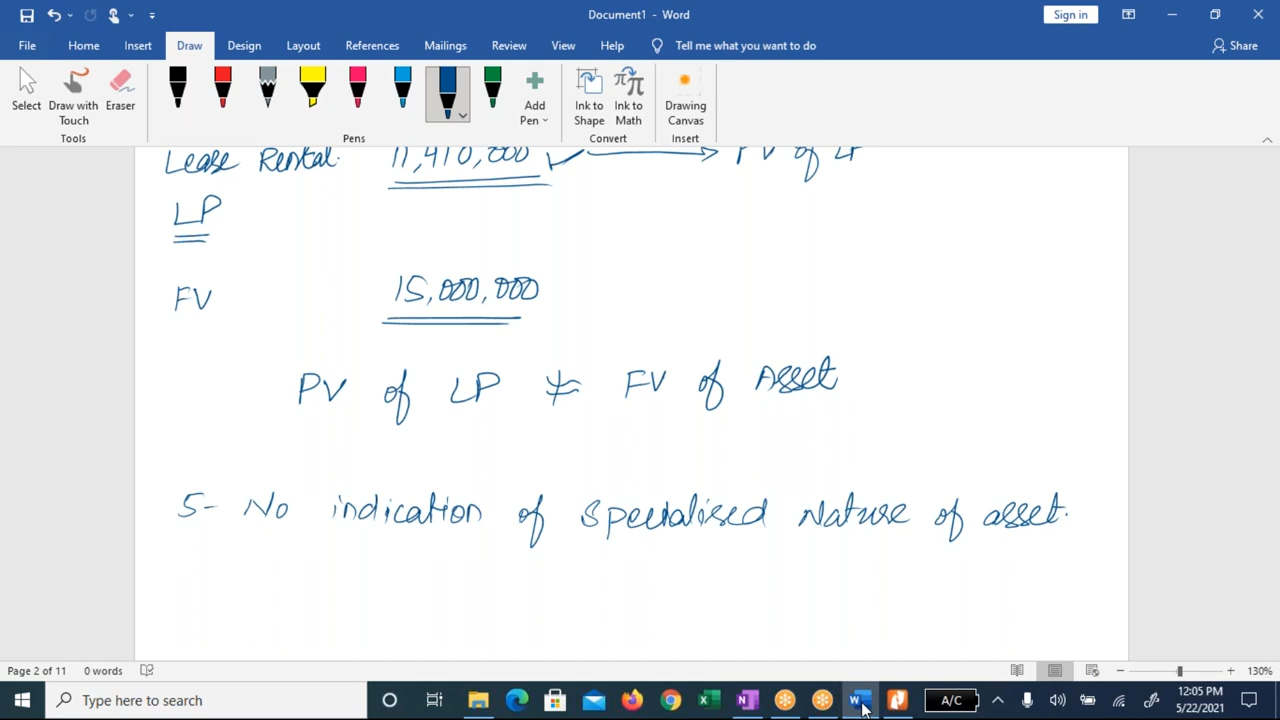 Document1 - Word
Sign in
File Home Insert Draw Design Layout References Mailings Review View Help Tell me what you want to do Share
Select Draw with Touch Eraser Add Pen Ink to Shape Ink to Math Drawing Canvas
Tools Pens Convert Insert
Lease Rental. 11,410,000 PV of LP
LP
FV 15,000,000
PV of LP ≠ FV of Asset
5- No indication of specialised Nature of asset.
Page 2 of 11 0 words 130%
Type here to search A/C 12:05 PM
5/22/2021